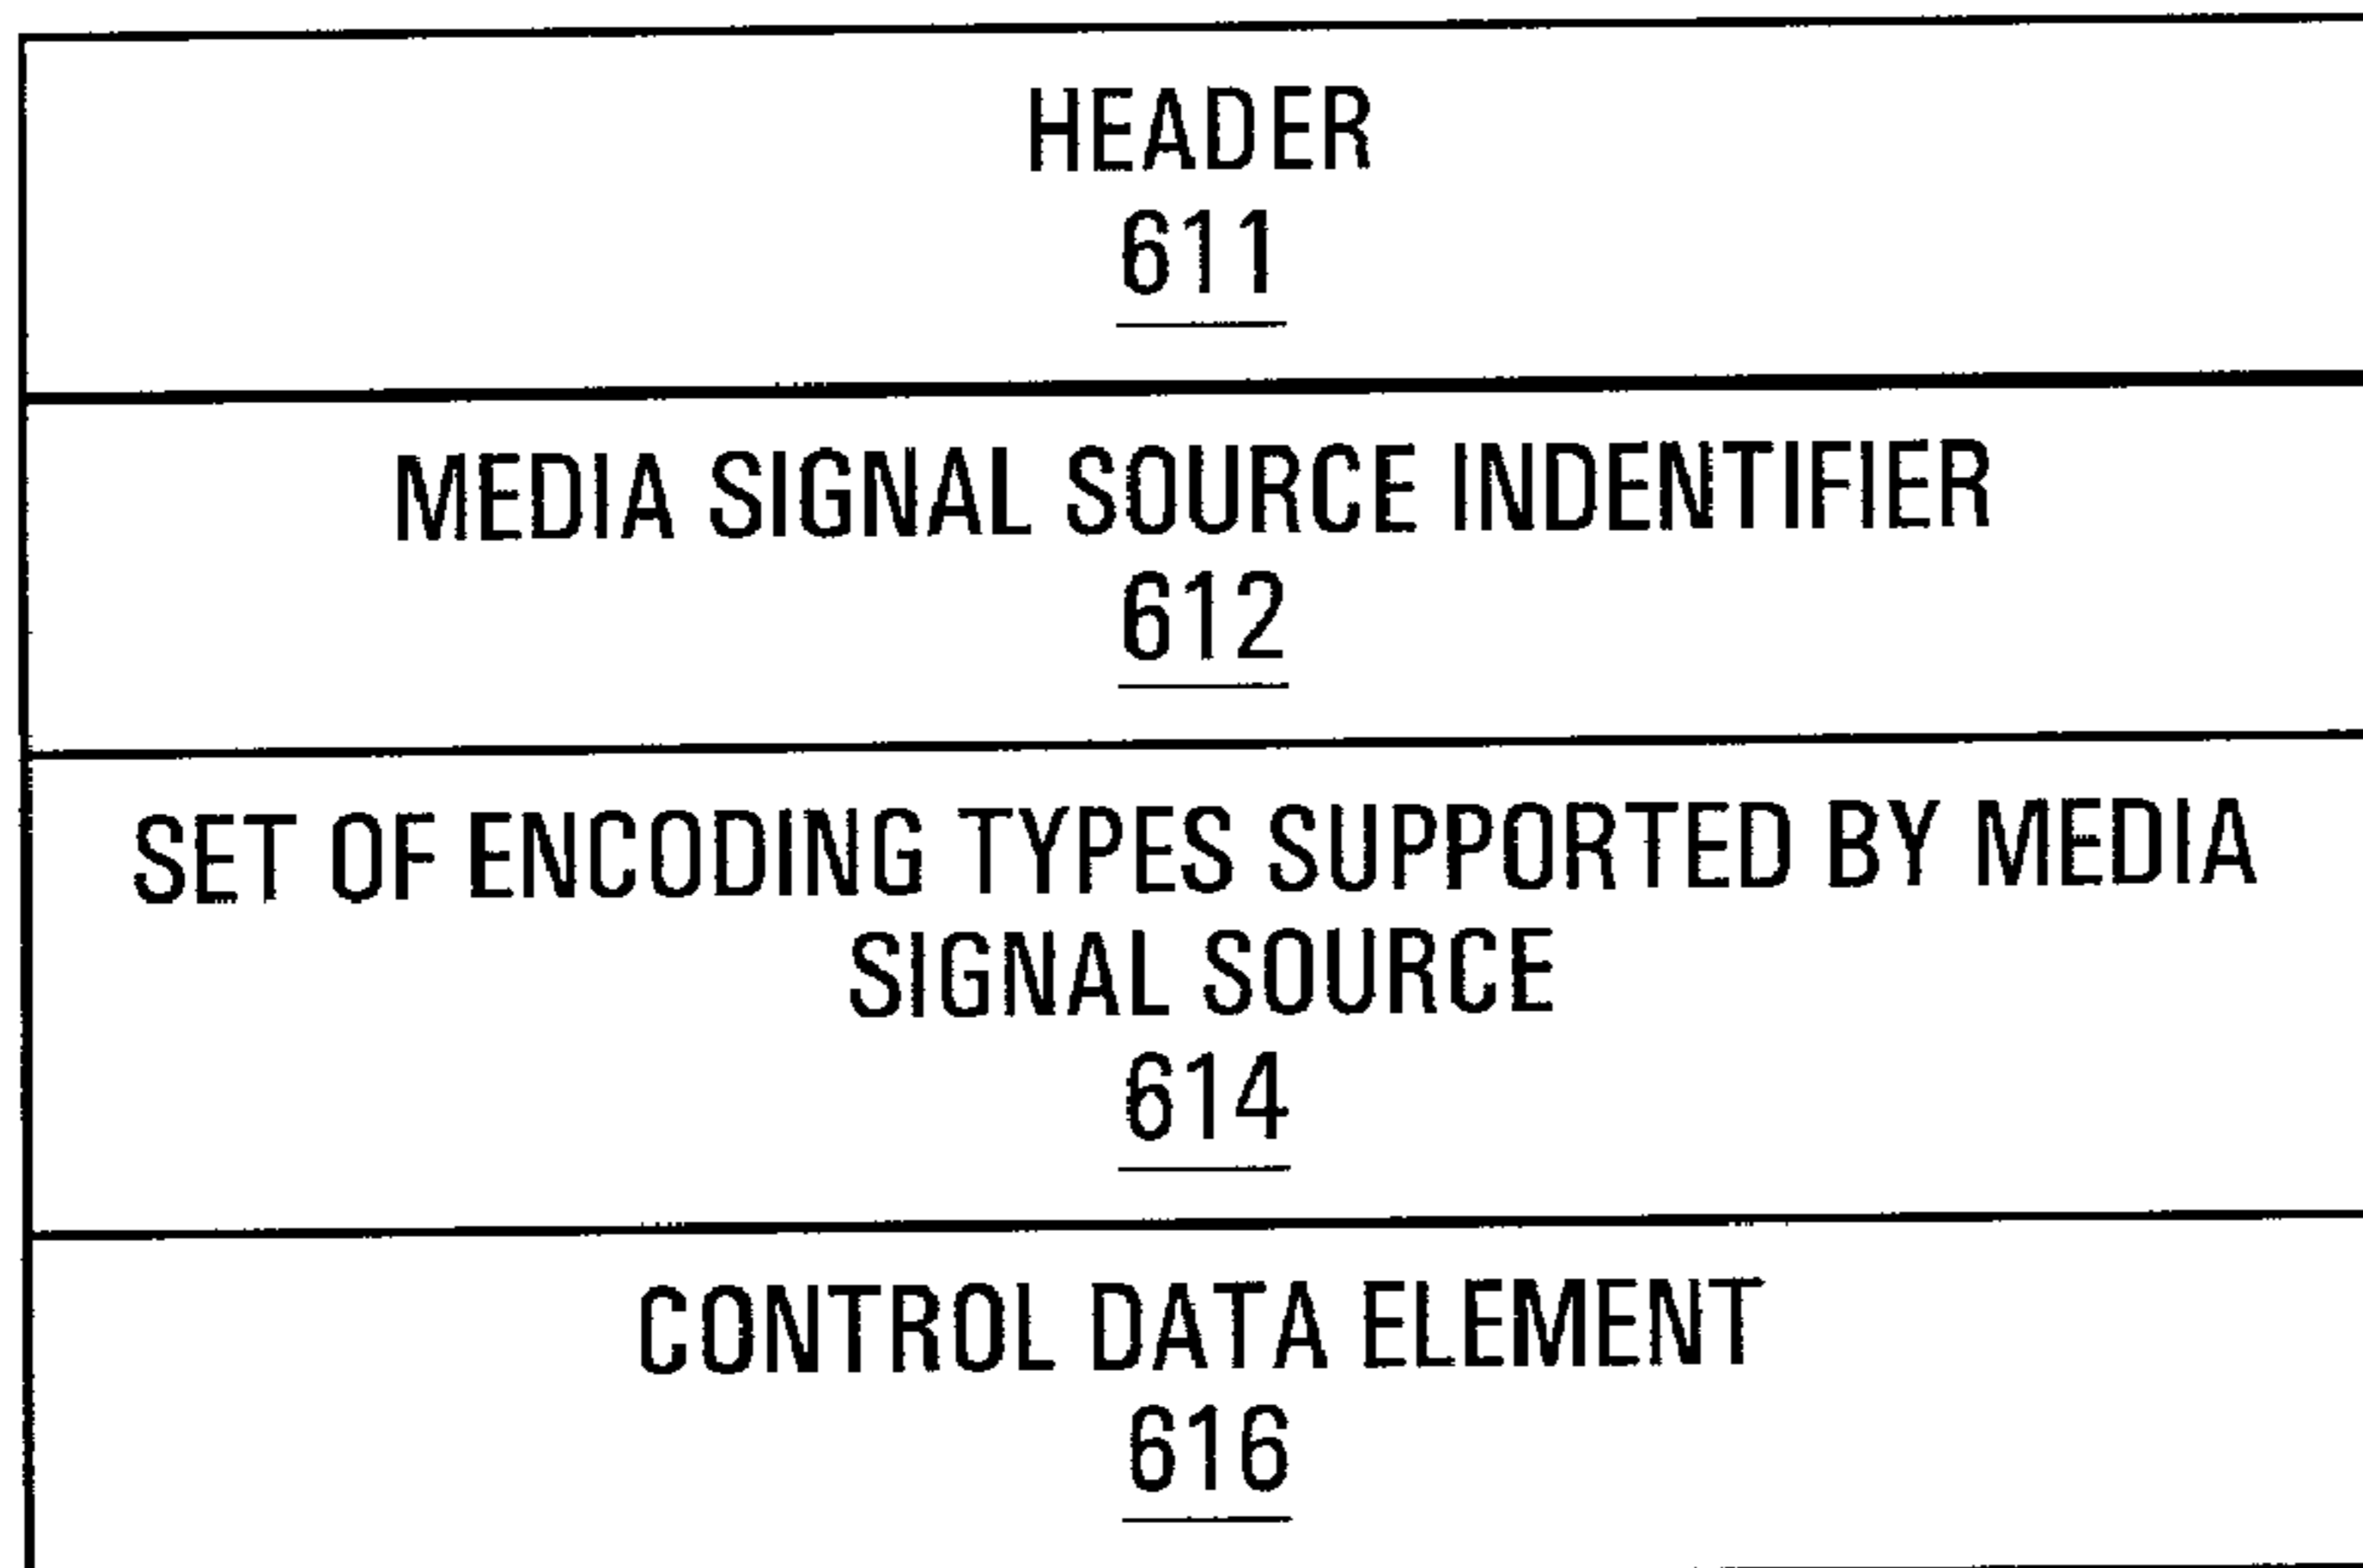 HEADER
611
MEDIA SIGNAL SOURCE INDENTIFIER
612
SET OF ENCODING TYPES SUPPORTED BY MEDIA
SIGNAL SOURCE
614
CONTROL DATA ELEMENT
616